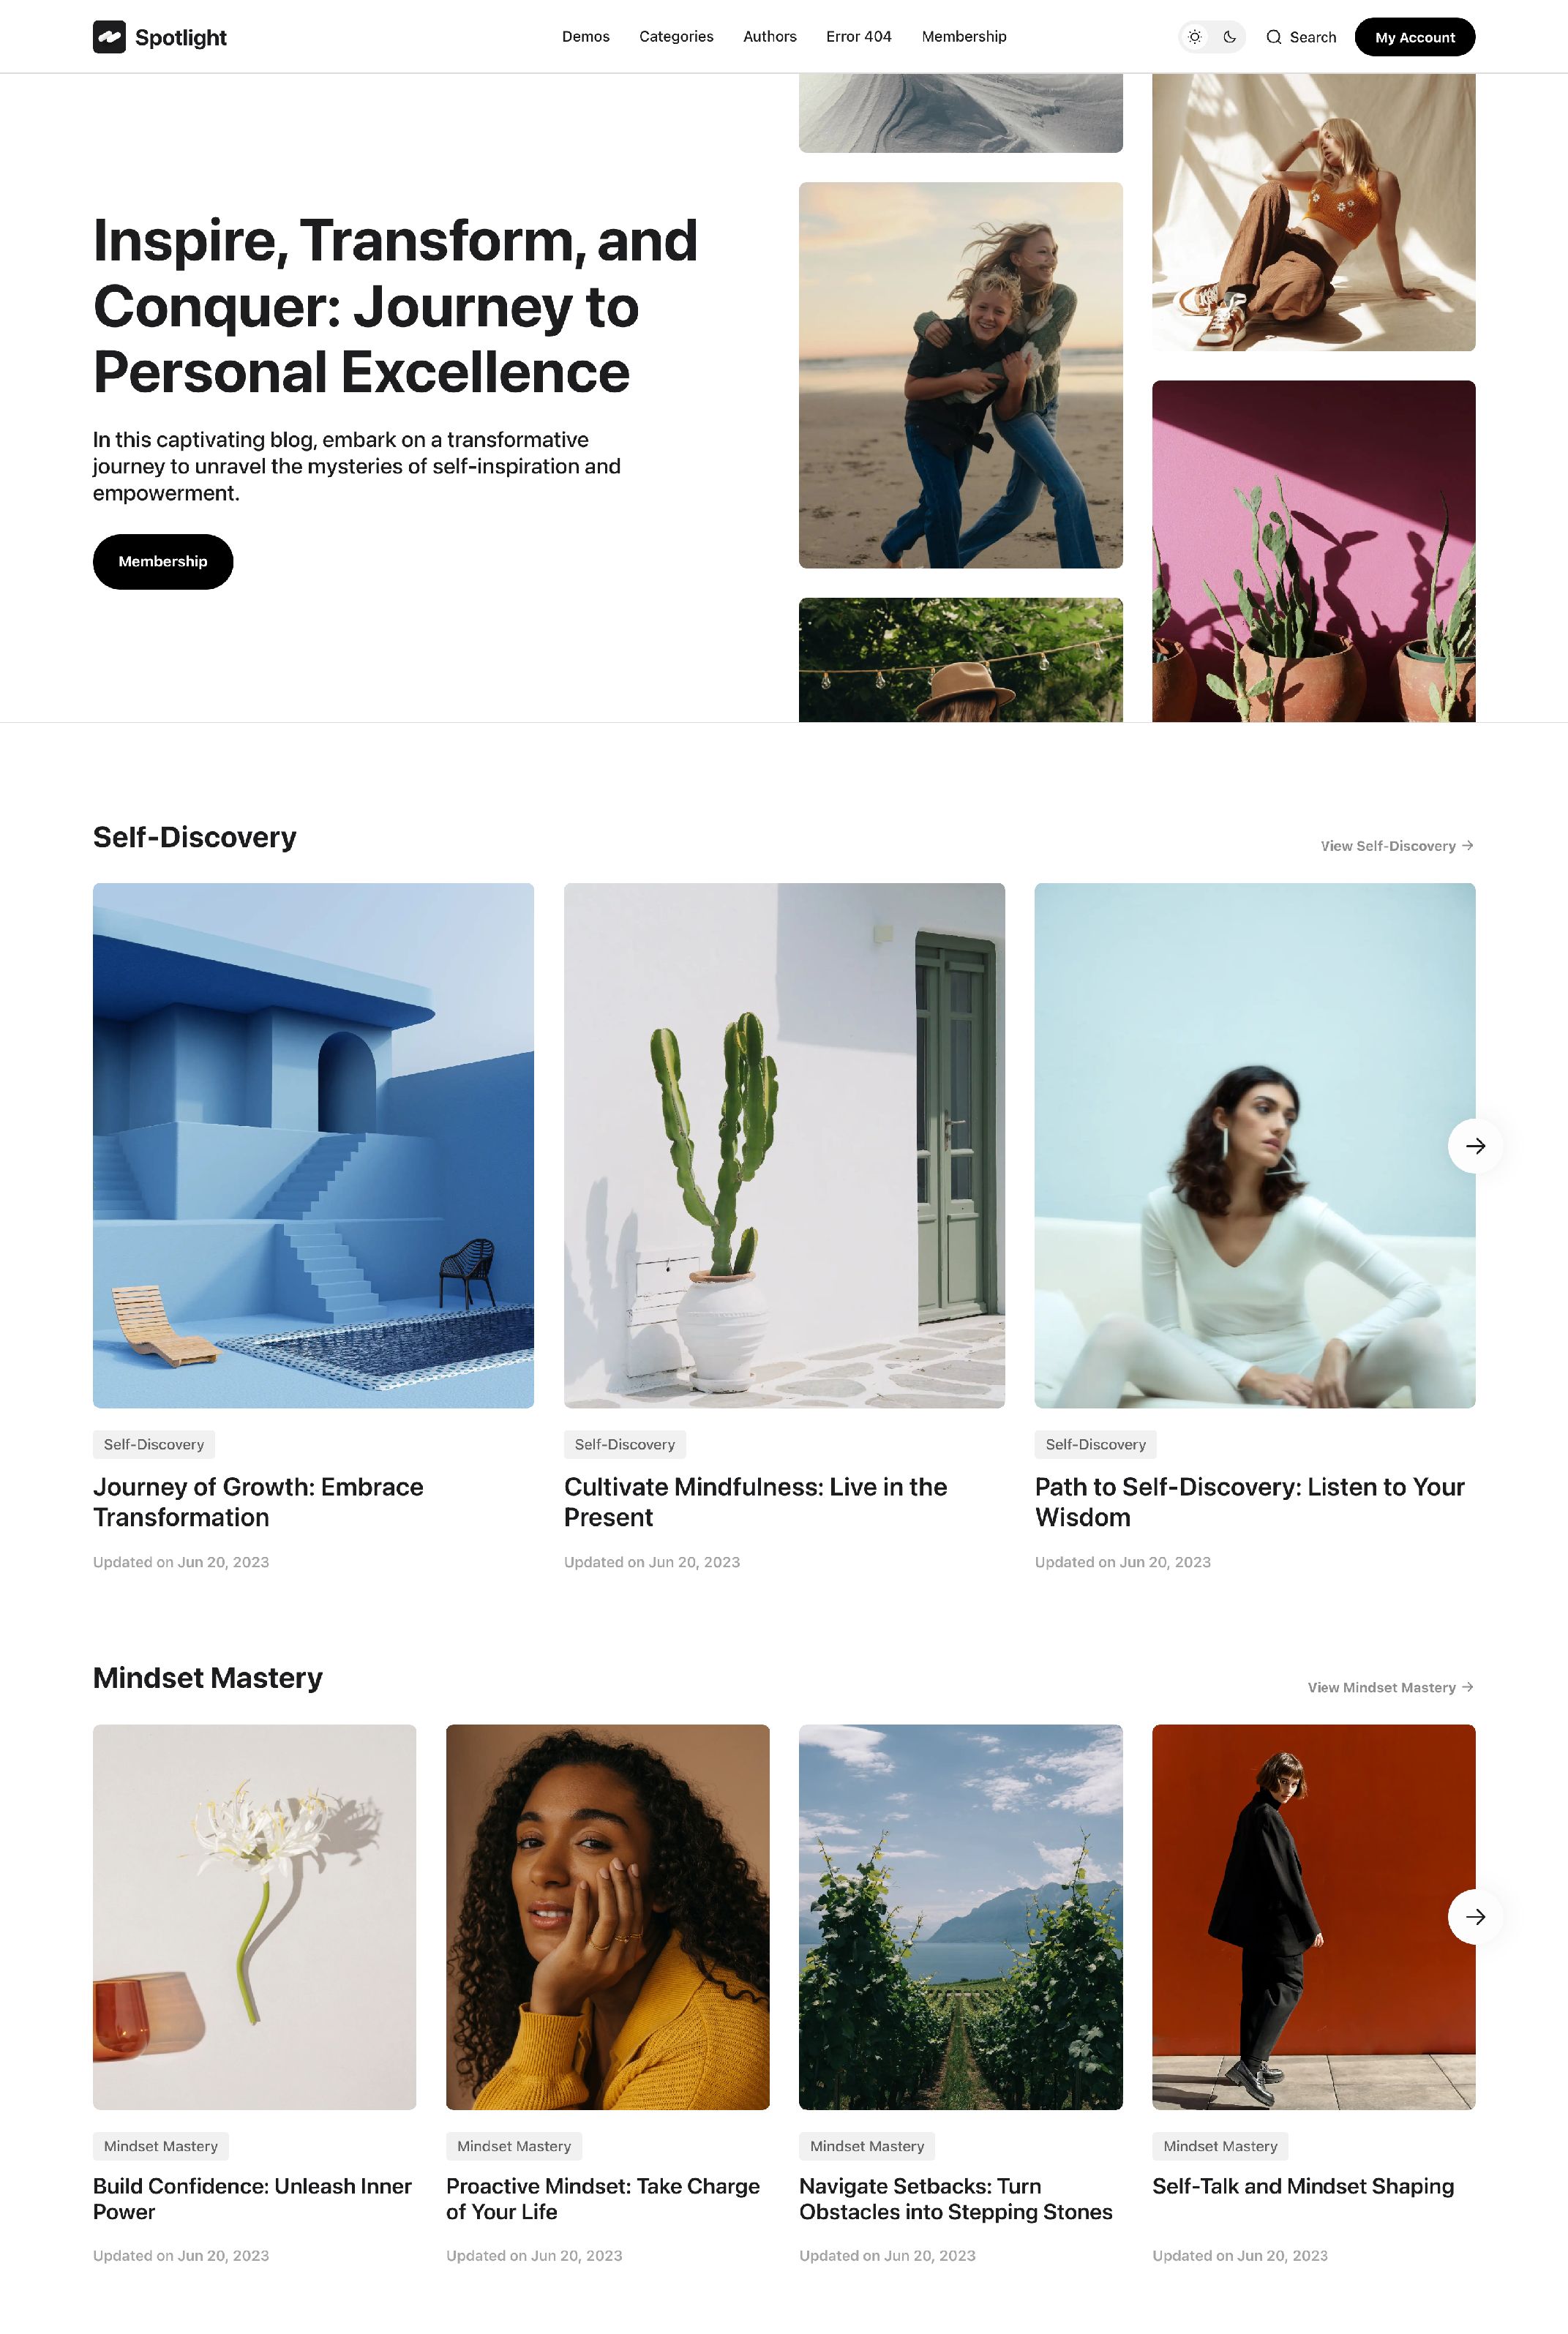 Spotlight
Demos
Categories
Authors
Error 404
Membership
Search
My Account
Inspire, Transform, and
Conquer: Journey to
Personal Excellence
In this captivating blog, embark on a transformative
journey to unravel the mysteries of self-inspiration and
empowerment.
Membership
Self-Discovery
View Self-Discovery →
Self-Discovery
Journey of Growth: Embrace
Transformation
Updated on Jun 20, 2023
Self-Discovery
Cultivate Mindfulness: Live in the
Present
Updated on Jun 20, 2023
Self-Discovery
Path to Self-Discovery: Listen to Your
Wisdom
Updated on Jun 20, 2023
Mindset Mastery
View Mindset Mastery →
Mindset Mastery
Build Confidence: Unleash Inner
Power
Updated on Jun 20, 2023
Mindset Mastery
Proactive Mindset: Take Charge
of Your Life
Updated on Jun 20, 2023
Mindset Mastery
Navigate Setbacks: Turn
Obstacles into Stepping Stones
Updated on Jun 20, 2023
Mindset Mastery
Self-Talk and Mindset Shaping
Updated on Jun 20, 2023